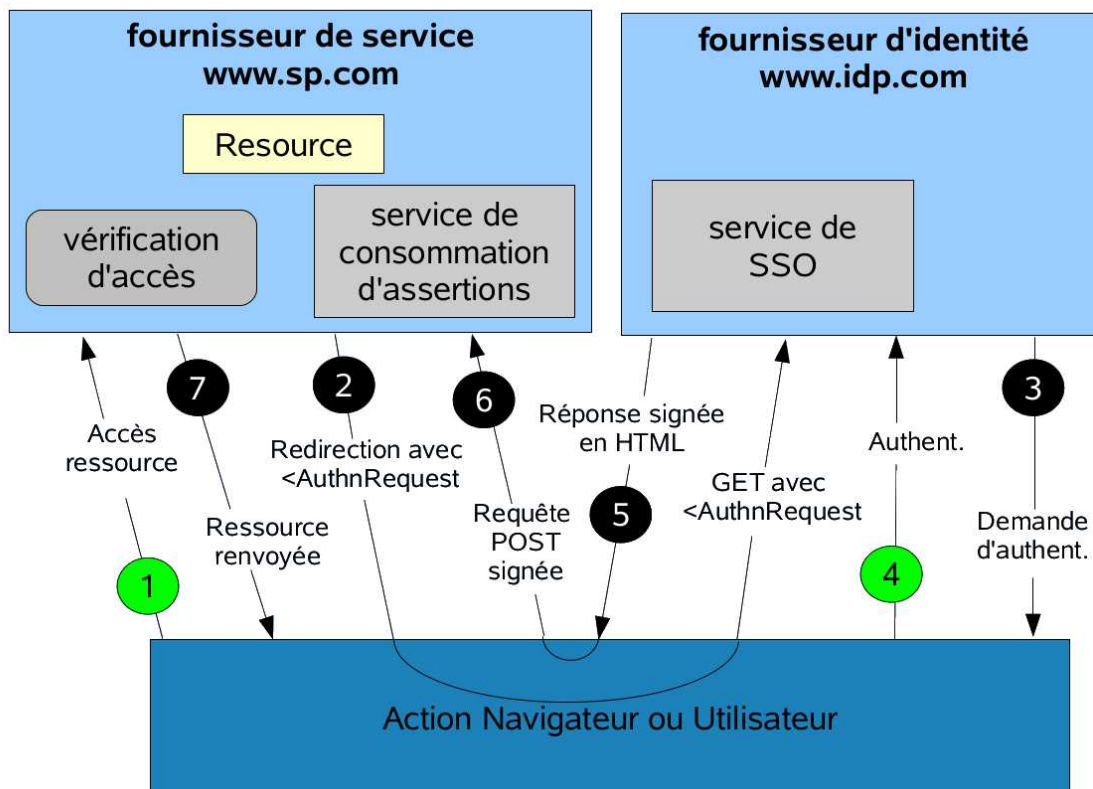 fournisseur de service
www.sp.com
fournisseur d'identité
www.idp.com
Resource
vérification
d'accès
service de
consommation
d'assertions
service de
SSO
7
2
6
3
Accès
ressource
Redirection avec
<AuthnRequest
Réponse signée
en HTML
Authent.
GET avec
<AuthnRequest
Ressource
renvoyée
Requête
POST
signée
5
Demande
d'authent.
1
4
Action Navigateur ou Utilisateur